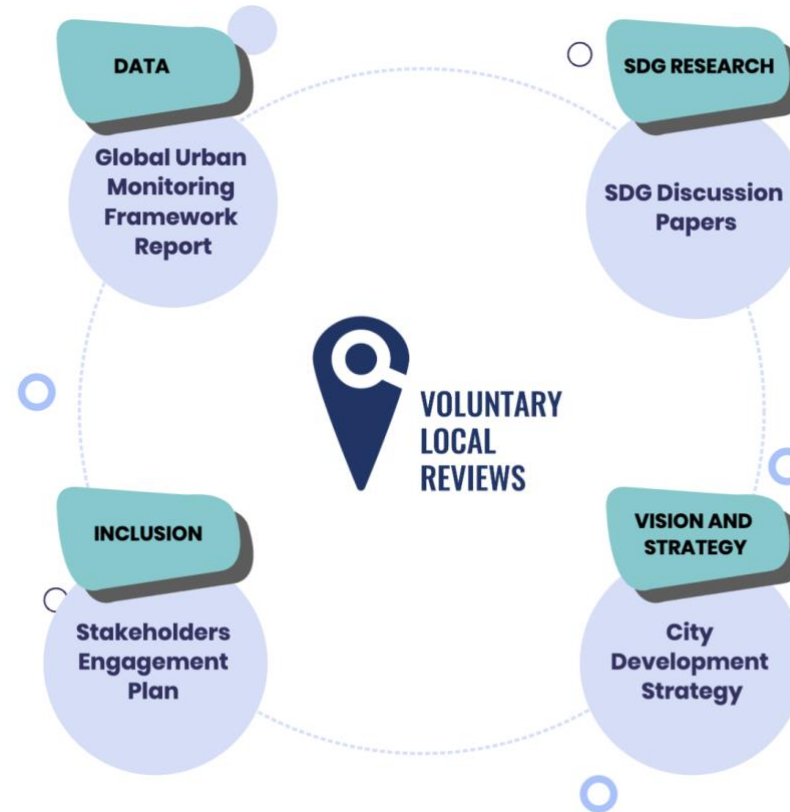 DATA
Global Urban
Monitoring
Framework
Report
SDG RESEARCH
SDG Discussion
Papers
VOLUNTARY
LOCAL
REVIEWS
INCLUSION
Stakeholders
Engagement
Plan
VISION AND
STRATEGY
City
Development
Strategy